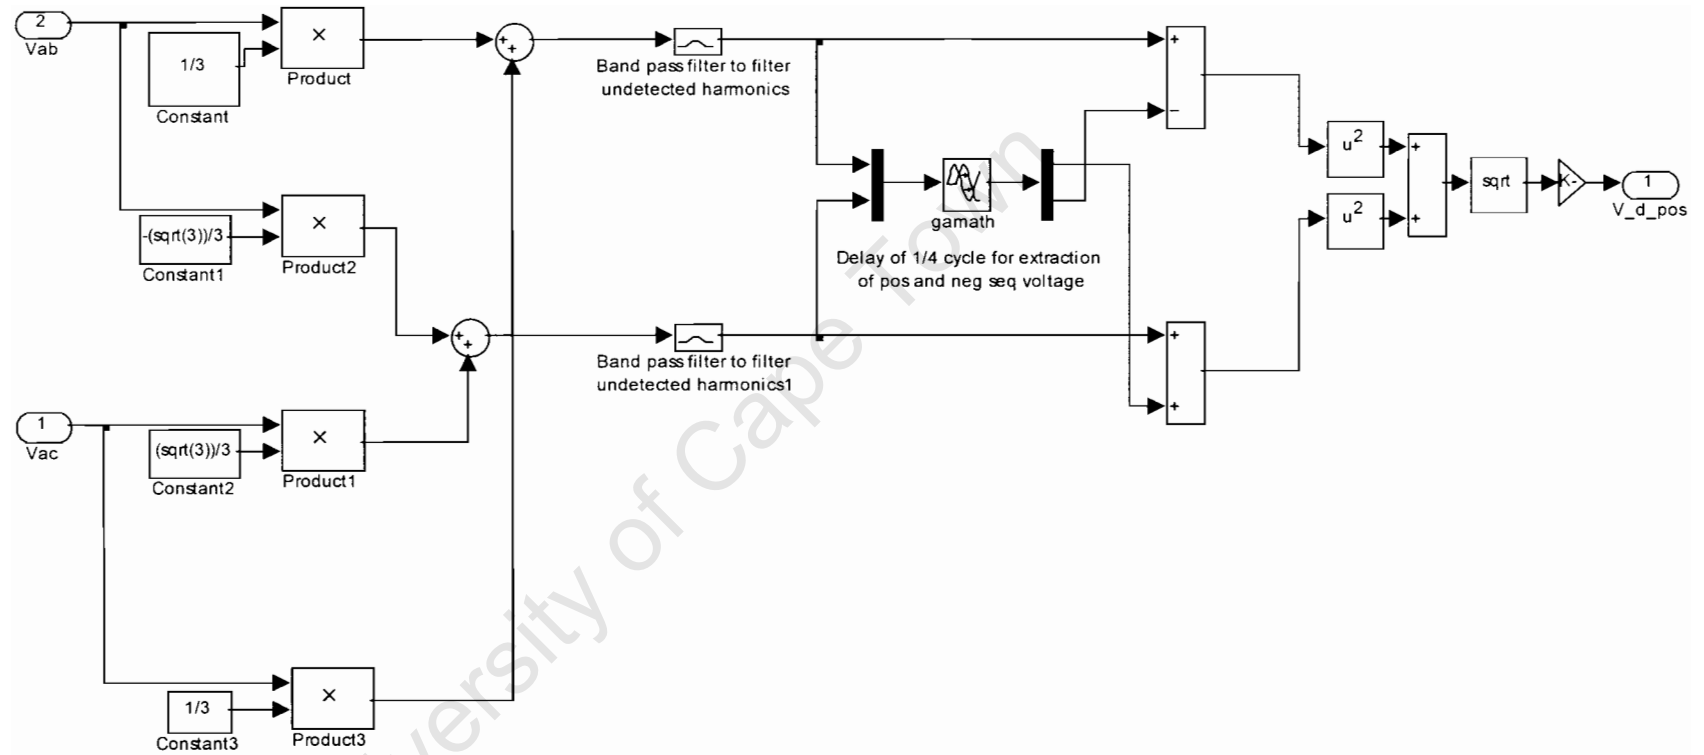 2
Vab
1/3
Constant
×
Product
+
+
Band pass filter to filter
undetected harmonics
+
−
-(sqrt(3))/3
Constant1
×
Product2
gamath
Delay of 1/4 cycle for extraction
of pos and neg seq voltage
u2
u2
+
+
sqrt
K-
1
V_d_pos
+
+
Band pass filter to filter
undetected harmonics1
+
+
1
Vac
(sqrt(3))/3
Constant2
×
Product1
1/3
Constant3
×
Product3
versity of Cape Town